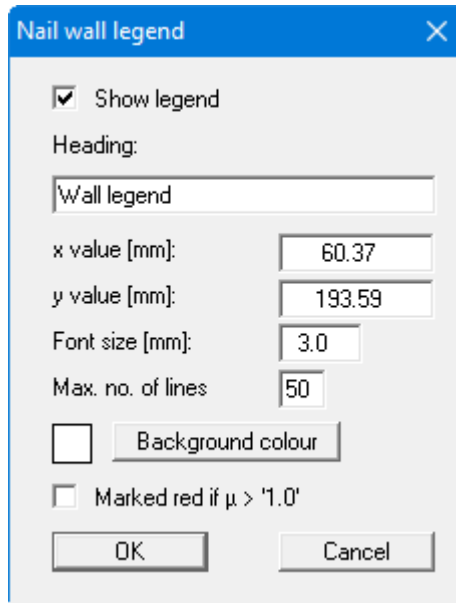 Nail wall legend
Show legend
Heading:
Wall legend
x value [mm]: 60.37
y value [mm]: 193.59
Font size [mm]: 3.0
Max. no. of lines 50
Background colour
Marked red if µ > '1.0'
OK Cancel